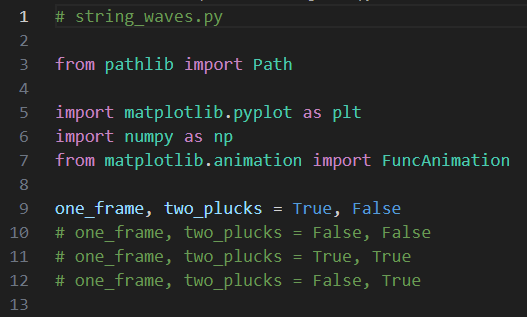 1 # string_waves.py
2
3 from pathlib import Path
4
5 import matplotlib.pyplot as plt
6 import numpy as np
7 from matplotlib.animation import FuncAnimation
8
9 one_frame, two_plucks = True, False
10 # one_frame, two_plucks = False, False
11 # one_frame, two_plucks = True, True
12 # one_frame, two_plucks = False, True
13